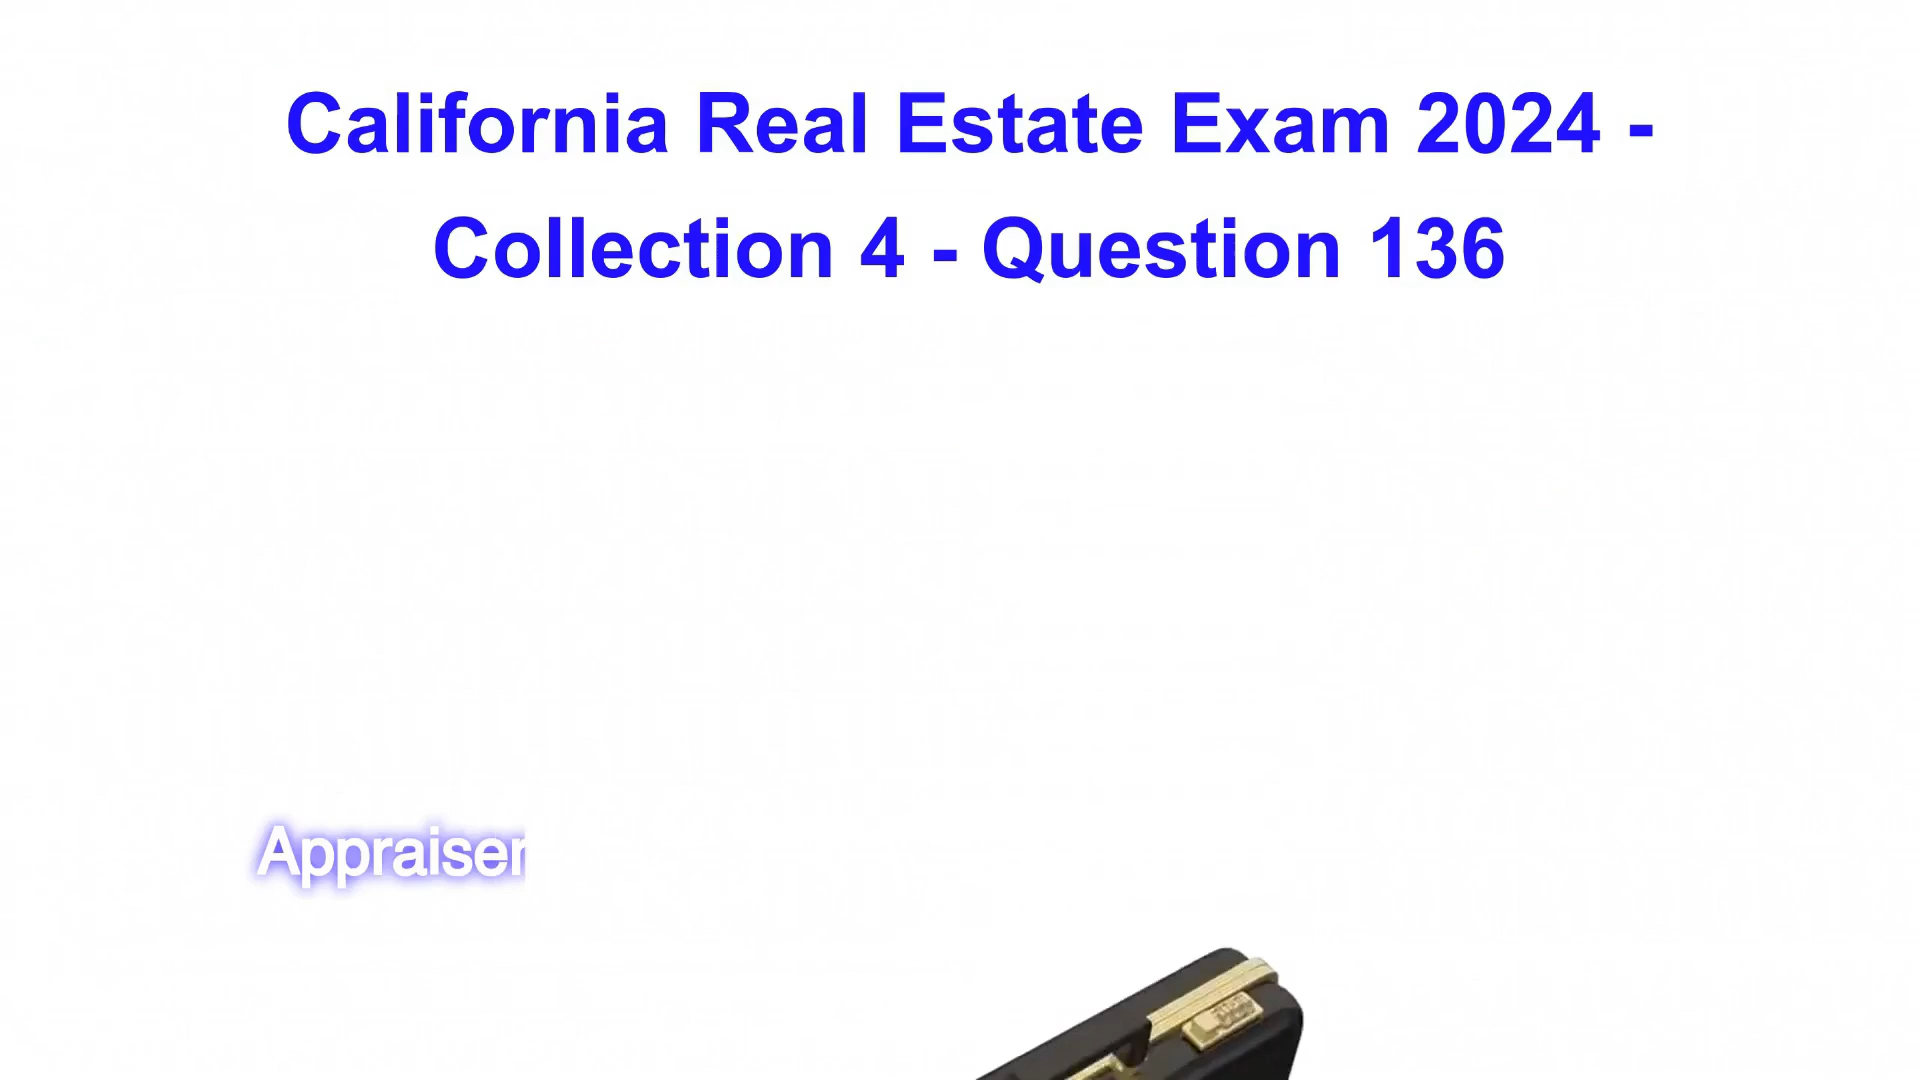 California Real Estate Exam 2024 -
Collection 4 - Question 136
Appraiser